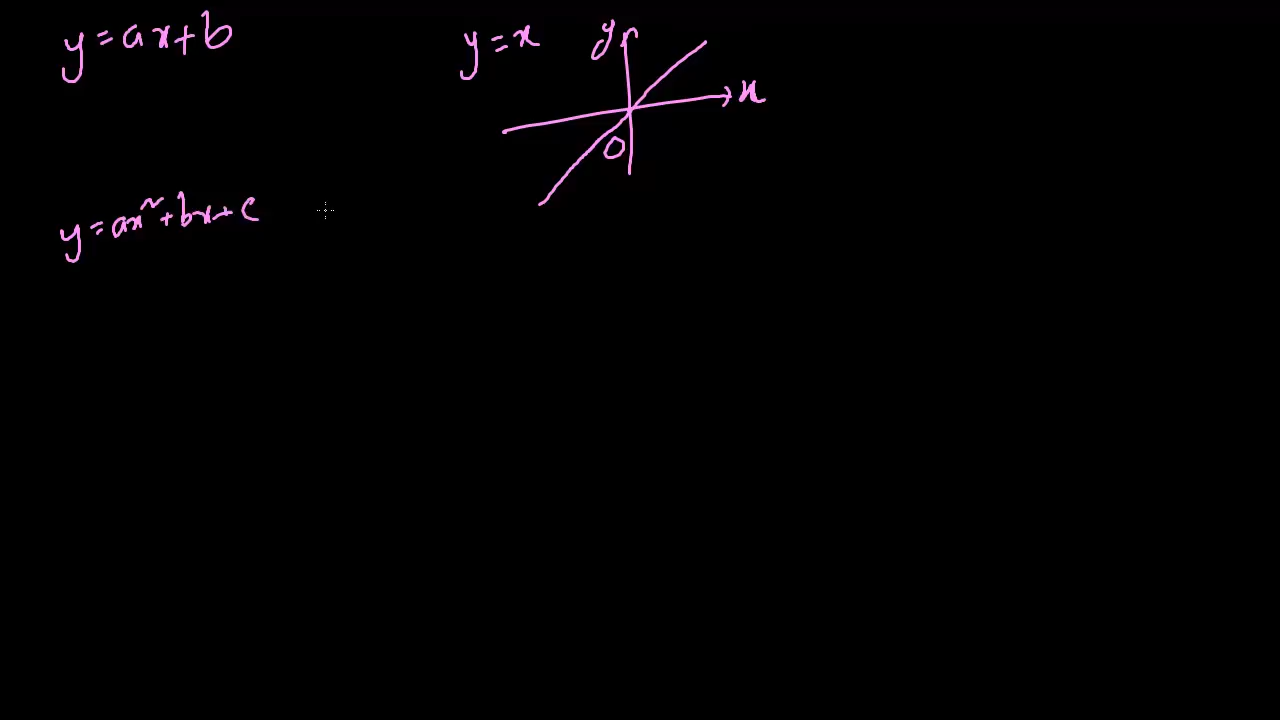 y = ax + b
y = x
y
x
O
y = ax² + bx + c